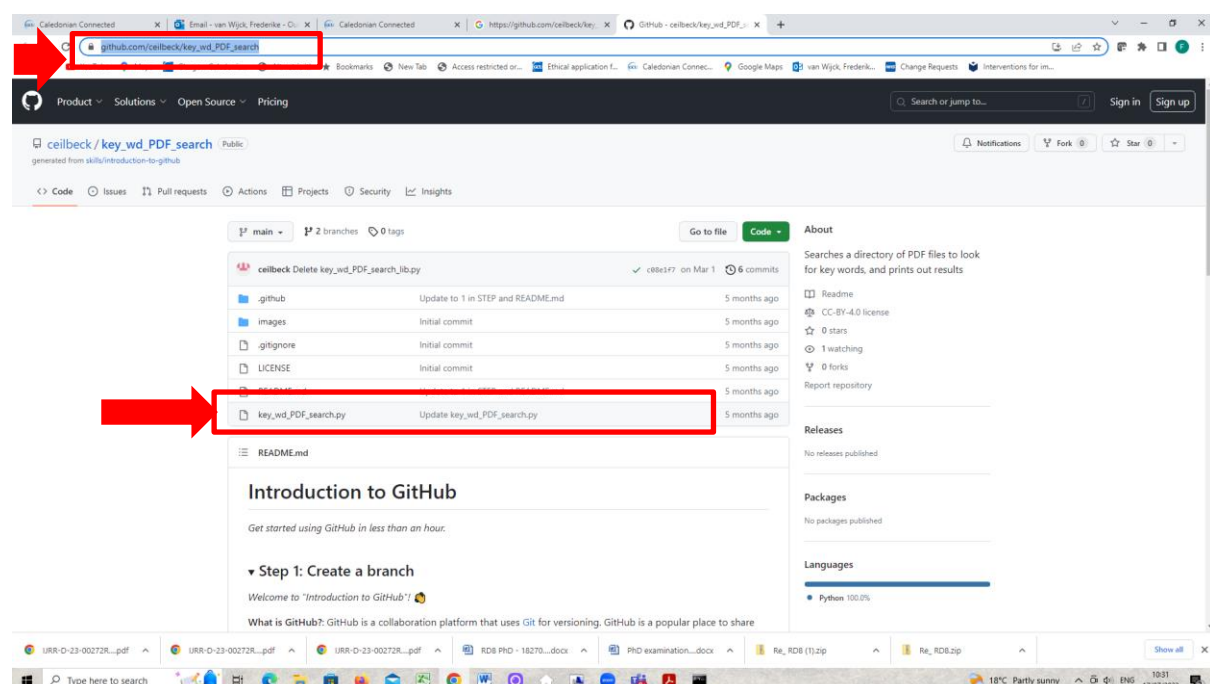 Caledonian Connected
Email - van Wijck, Frederike - Ou
Caledonian Connected
https://github.com/ceilbeck/key_
GitHub - ceilbeck/key_wd_PDF_s
github.com/ceilbeck/key_wd_PDF_search
Bookmarks New Tab Access restricted or... Ethical application f... Caledonian Connec... Google Maps van Wijck, Frederik... Change Requests Interventions for im...
Product Solutions Open Source Pricing
Search or jump to...
Sign in Sign up
ceilbeck / key_wd_PDF_search Public
generated from skills/introduction-to-github
Notifications Fork 0 Star 0
<> Code Issues Pull requests Actions Projects Security Insights
main 2 branches 0 tags
Go to file Code
ceilbeck Delete key_wd_PDF_search_lib.py c08e1f7 on Mar 1 6 commits
.github Update to 1 in STEP and README.md 5 months ago
images Initial commit 5 months ago
.gitignore Initial commit 5 months ago
LICENSE Initial commit 5 months ago
5 months ago
key_wd_PDF_search.py Update key_wd_PDF_search.py 5 months ago
README.md
Introduction to GitHub
Get started using GitHub in less than an hour.
Step 1: Create a branch
Welcome to "Introduction to GitHub"!
What is GitHub?: GitHub is a collaboration platform that uses Git for versioning. GitHub is a popular place to share
About
Searches a directory of PDF files to look
for key words, and prints out results
Readme
CC-BY-4.0 license
0 stars
1 watching
0 forks
Report repository
Releases
No releases published
Packages
No packages published
Languages
Python 100.0%
URR-D-23-00272R....pdf
URR-D-23-00272R....pdf
URR-D-23-00272R....pdf
RD8 PhD - 18270....docx
PhD examination....docx
Re_ RD8 (1).zip
Re_ RD8.zip
Show all
Type here to search
18°C Partly sunny
ENG
10:31